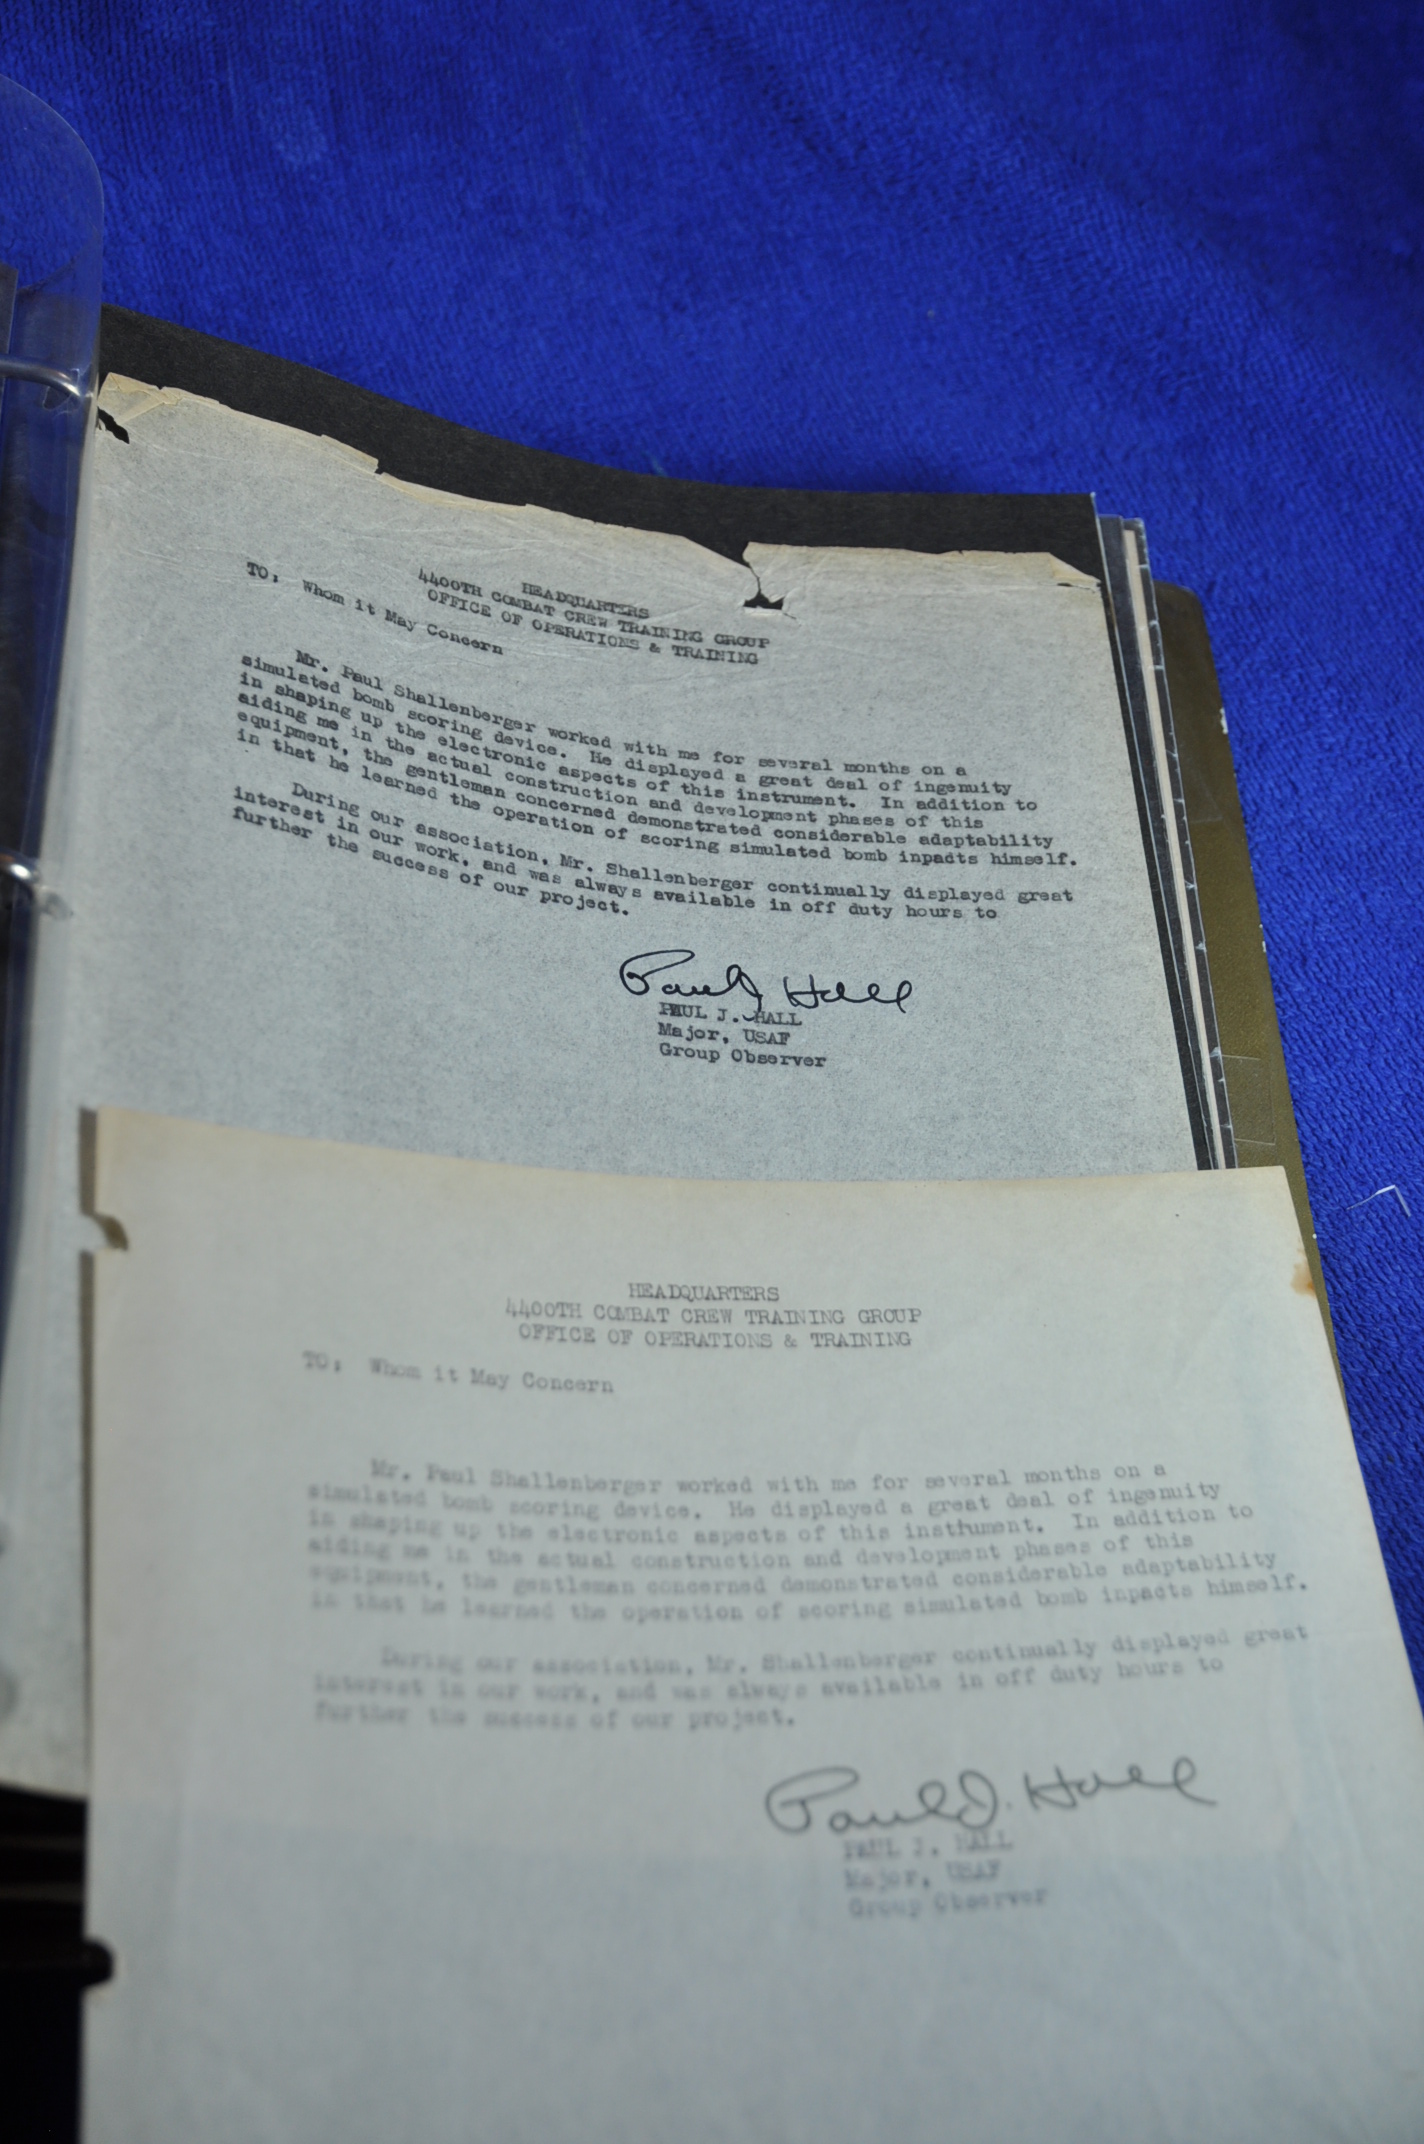 HEADQUARTERS
4400TH COMBAT CREW TRAINING GROUP
OFFICE OF OPERATIONS & TRAINING
TO: Whom it May Concern
Mr. Paul Shallenberger worked with me for several months on a
simulated bomb scoring device. He displayed a great deal of ingenuity
in shaping up the electronic aspects of this instrument. In addition to
aiding me in the actual construction and development phases of this
equipment, the gentleman concerned demonstrated considerable adaptability
in that he learned the operation of scoring simulated bomb inpadts himself.
During our association, Mr. Shallenberger continually displayed great
interest in our work, and was always available in off duty hours to
further the success of our project.
Paul J Hall
PAUL J. HALL
Major, USAF
Group Observer
HEADQUARTERS
4400TH COMBAT CREW TRAINING GROUP
OFFICE OF OPERATIONS & TRAINING
TO: Whom it May Concern
Mr. Paul Shallenberger worked with me for several months on a
simulated bomb scoring device. He displayed a great deal of ingenuity
in shaping up the electronic aspects of this instrument. In addition to
aiding me in the actual construction and development phases of this
equipment, the gentleman concerned demonstrated considerable adaptability
in that he learned the operation of scoring simulated bomb inpacts himself.
During our association, Mr. Shallenberger continually displayed great
interest in our work, and was always available in off duty hours to
further the success of our project.
Paul J. Hall
PAUL J. HALL
Major, USAF
Group Observer